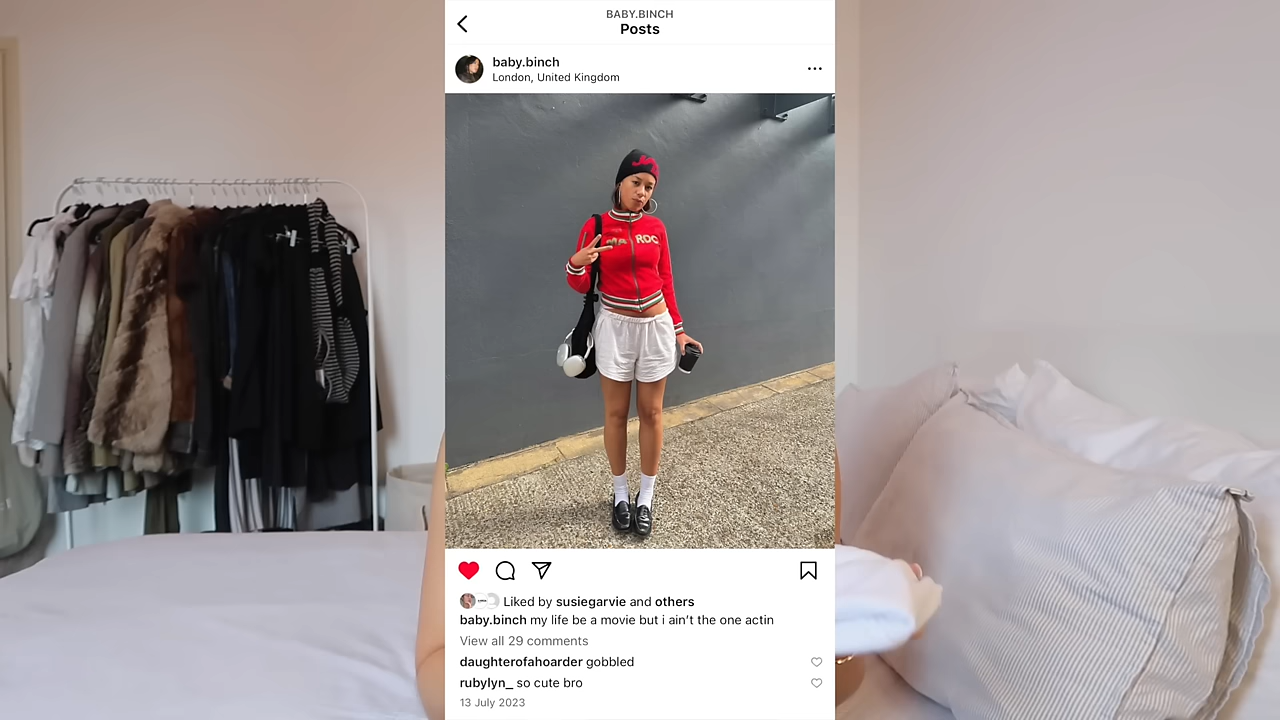 BABY.BINCH
Posts
baby.binch
London, United Kingdom
RDC
Liked by susiegarvie and others
baby.binch my life be a movie but i ain't the one actin
View all 29 comments
daughterofahoarder gobbled
rubylyn_ so cute bro
13 July 2023